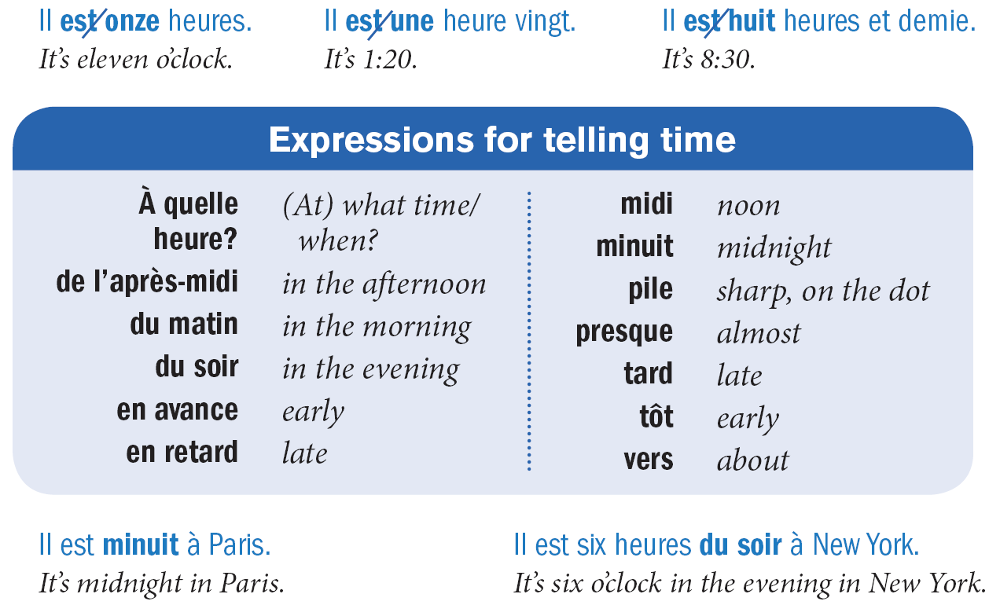 Il est onze heures. Il est une heure vingt. Il est huit heures et demie.
It's eleven o'clock. It's 1:20. It's 8:30.
Expressions for telling time
À quelle (At) what time/
heure? when?
de l'après-midi in the afternoon
du matin in the morning
du soir in the evening
en avance early
en retard late
midi noon
minuit midnight
pile sharp, on the dot
presque almost
tard late
tôt early
vers about
Il est minuit à Paris. Il est six heures du soir à New York.
It's midnight in Paris. It's six o'clock in the evening in New York.